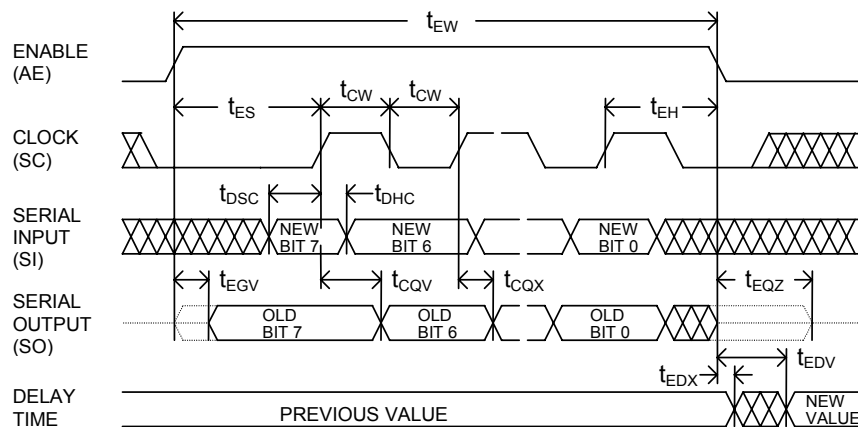 tEW
ENABLE
(AE)
tES
tCW
tCW
tEH
CLOCK
(SC)
tDSC
tDHC
SERIAL
INPUT
(SI)
NEW
BIT 7
NEW
BIT 6
NEW
BIT 0
tEGV
tCQV
tCQX
tEQZ
SERIAL
OUTPUT
(SO)
OLD
BIT 7
OLD
BIT 6
OLD
BIT 0
tEDX
tEDV
DELAY
TIME
PREVIOUS VALUE
NEW
VALUE